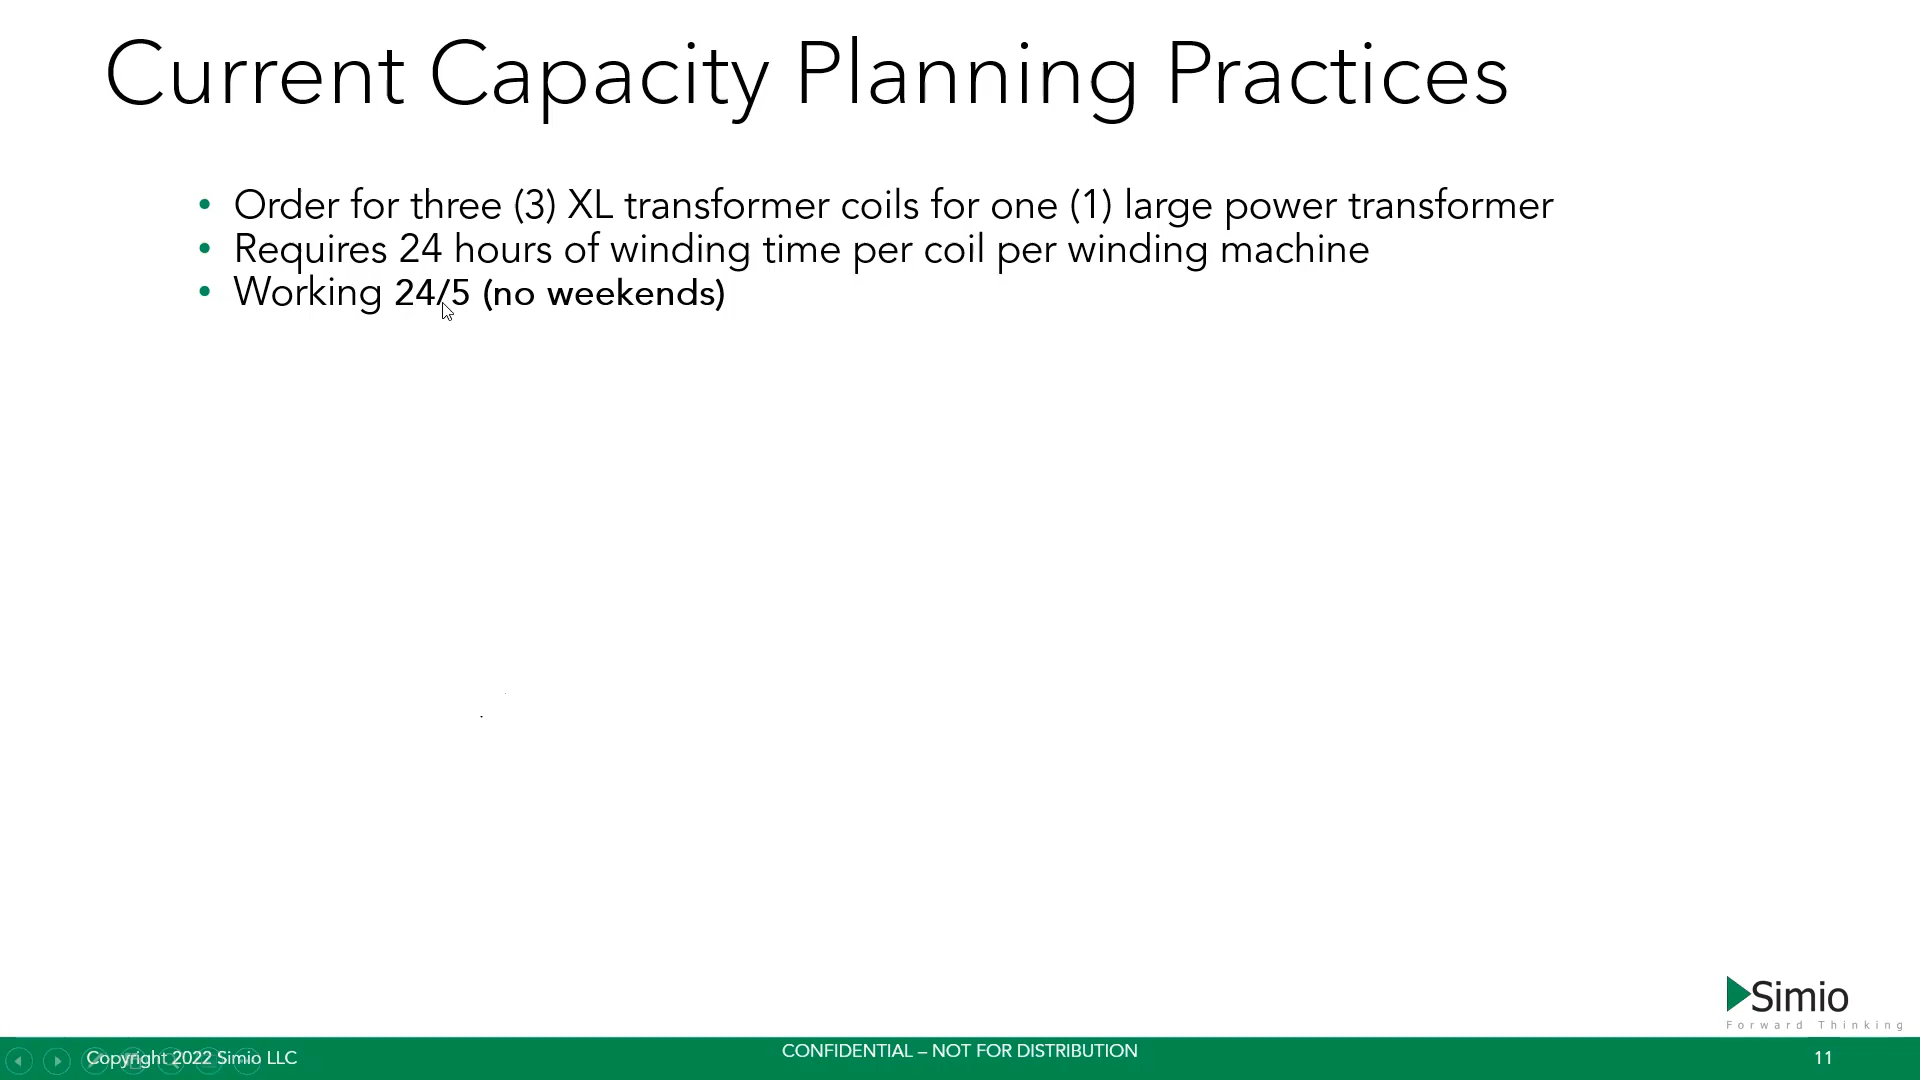 Current Capacity Planning Practices
• Order for three (3) XL transformer coils for one (1) large power transformer
• Requires 24 hours of winding time per coil per winding machine
• Working 24/5 (no weekends)
Simio
Forward Thinking
Copyright 2022 Simio LLC
CONFIDENTIAL – NOT FOR DISTRIBUTION
11